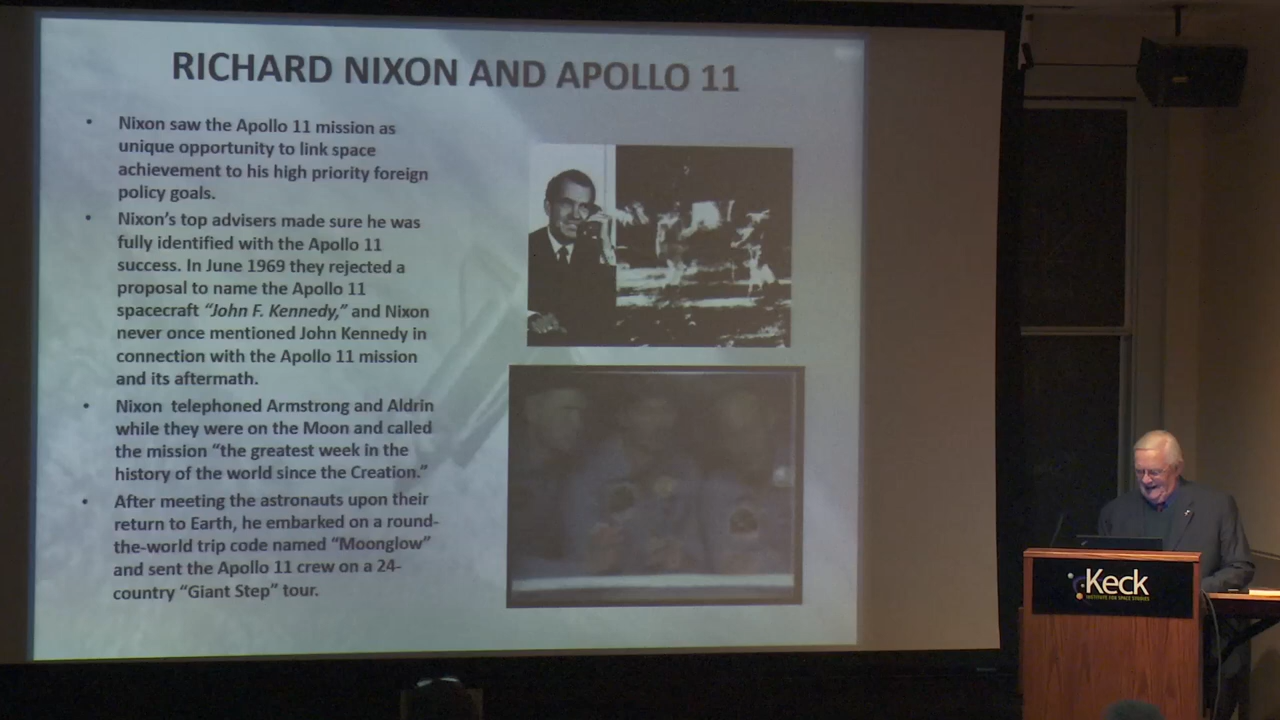 RICHARD NIXON AND APOLLO 11
• Nixon saw the Apollo 11 mission as
unique opportunity to link space
achievement to his high priority foreign
policy goals.
• Nixon's top advisers made sure he was
fully identified with the Apollo 11
success. In June 1969 they rejected a
proposal to name the Apollo 11
spacecraft "John F. Kennedy," and Nixon
never once mentioned John Kennedy in
connection with the Apollo 11 mission
and its aftermath.
• Nixon telephoned Armstrong and Aldrin
while they were on the Moon and called
the mission "the greatest week in the
history of the world since the Creation."
• After meeting the astronauts upon their
return to Earth, he embarked on a round-
the-world trip code named "Moonglow"
and sent the Apollo 11 crew on a 24-
country "Giant Step" tour.
Keck
INSTITUTE FOR SPACE STUDIES